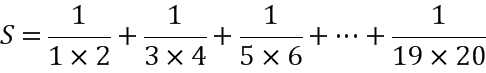 S = 1/(1 × 2) + 1/(3 × 4) + 1/(5 × 6) + ⋯ + 1/(19 × 20)